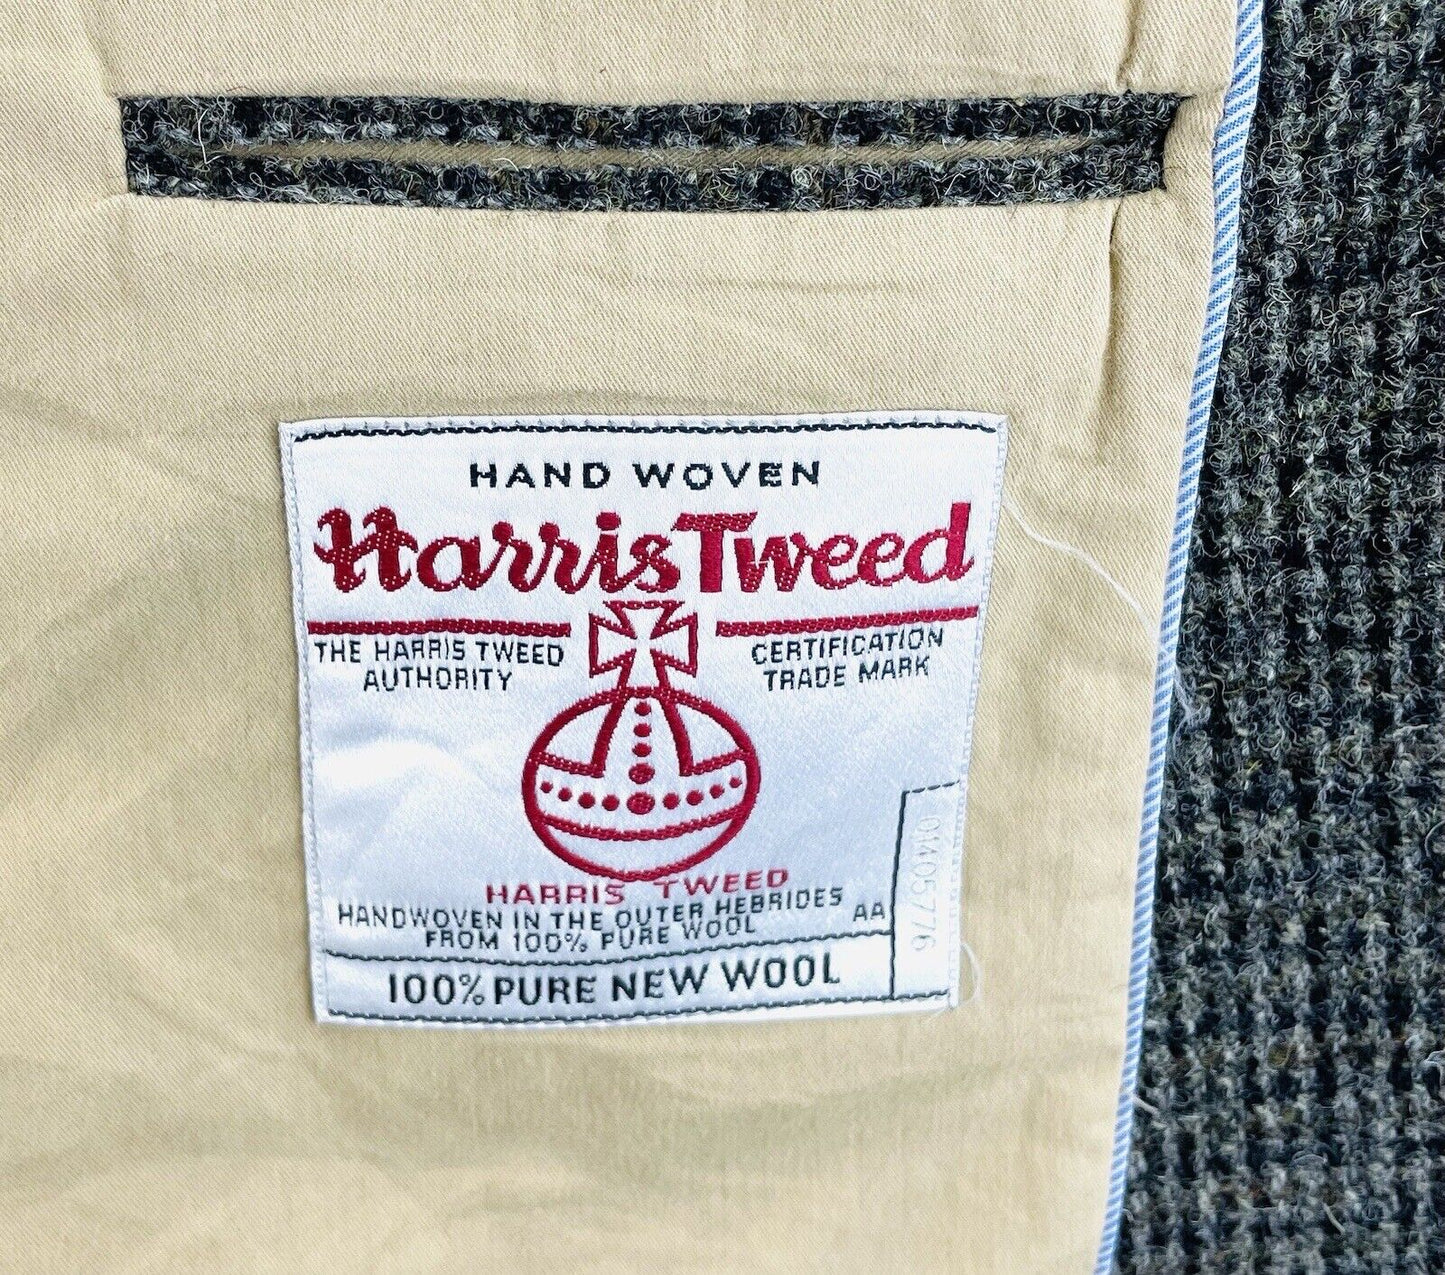 HAND WOVEN
Harris Tweed
THE HARRIS TWEED
AUTHORITY
CERTIFICATION
TRADE MARK
HARRIS TWEED
HANDWOVEN IN THE OUTER HEBRIDES
FROM 100% PURE WOOL
AA
100% PURE NEW WOOL
01405776